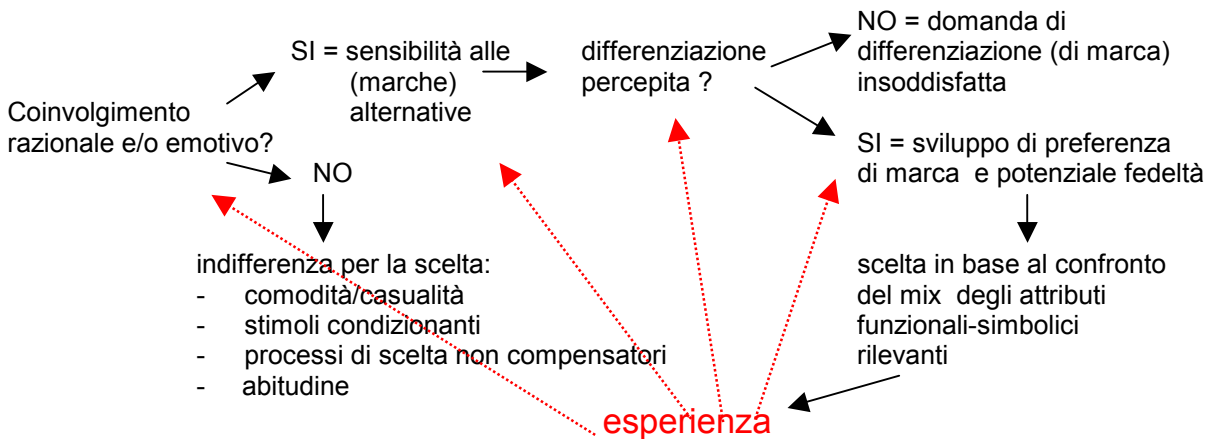 Coinvolgimento
razionale e/o emotivo?
SI = sensibilità alle
(marche)
alternative
NO
indifferenza per la scelta:
- comodità/casualità
- stimoli condizionanti
- processi di scelta non compensatori
- abitudine
differenziazione
percepita ?
NO = domanda di
differenziazione (di marca)
insoddisfatta
SI = sviluppo di preferenza
di marca e potenziale fedeltà
scelta in base al confronto
del mix degli attributi
funzionali-simbolici
rilevanti
esperienza